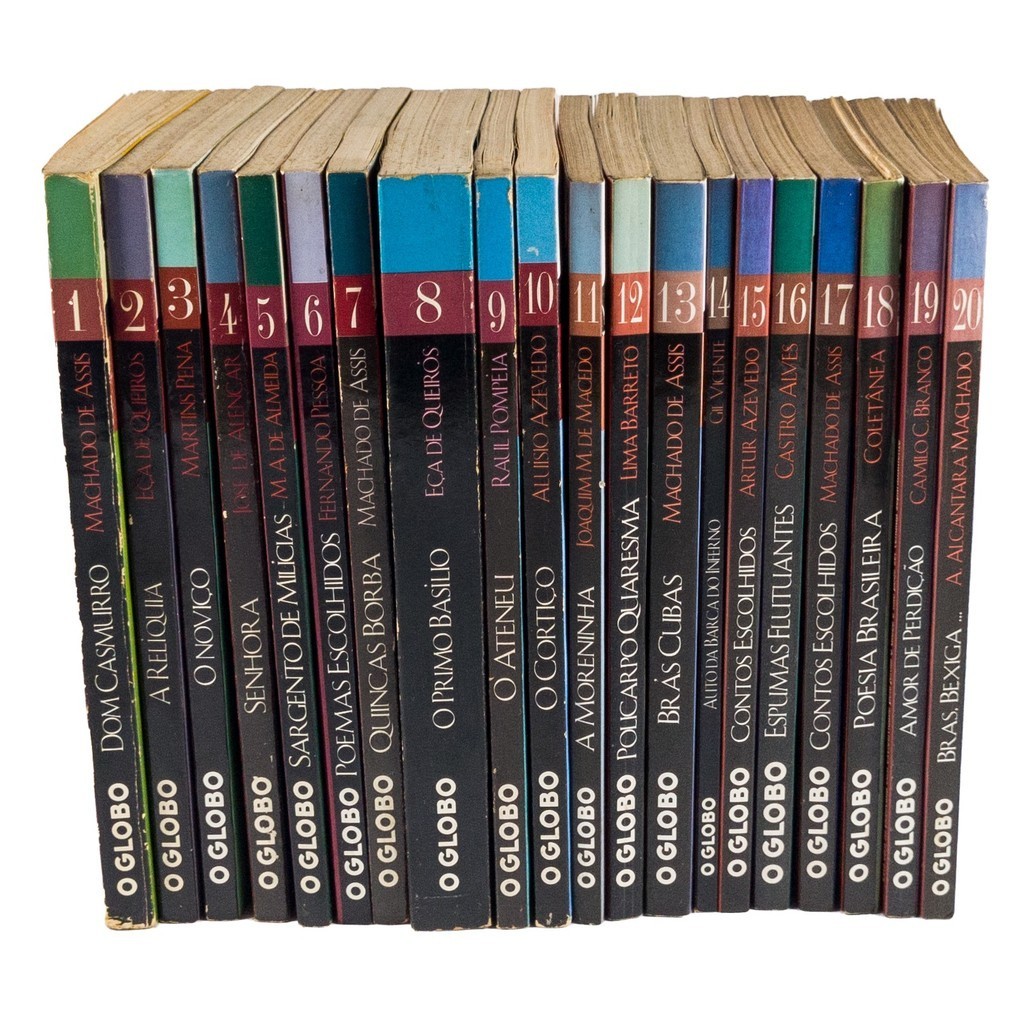 1 MACHADO DE ASSIS DOM CASMURRO O GLOBO
2 EÇA DE QUEIRÓS A RELÍQUIA O GLOBO
3 MARTINS PENA O NOVIÇO O GLOBO
4 JOSÉ DE ALENCAR SENHORA O GLOBO
5 M.A. DE ALMEIDA SARGENTO DE MILÍCIAS O GLOBO
6 FERNANDO PESSOA POEMAS ESCOLHIDOS O GLOBO
7 MACHADO DE ASSIS QUINCAS BORBA O GLOBO
8 EÇA DE QUEIRÓS O PRIMO BASÍLIO O GLOBO
9 RAUL POMPÉIA O ATENEU O GLOBO
10 ALUÍSIO AZEVEDO O CORTIÇO O GLOBO
11 JOAQUIM M. DE MACEDO A MORENINHA O GLOBO
12 LIMA BARRETO POLICARPO QUARESMA O GLOBO
13 MACHADO DE ASSIS BRÁS CUBAS O GLOBO
14 GIL VICENTE AUTO DA BARCA DO INFERNO O GLOBO
15 ARTUR AZEVEDO CONTOS ESCOLHIDOS O GLOBO
16 CASTRO ALVES ESPUMAS FLUTUANTES O GLOBO
17 MACHADO DE ASSIS CONTOS ESCOLHIDOS O GLOBO
18 COLETÂNEA POESIA BRASILEIRA O GLOBO
19 CAMILO C. BRANCO AMOR DE PERDIÇÃO O GLOBO
20 A. ALCANTARA MACHADO BRÁS, BEXIGA ... O GLOBO